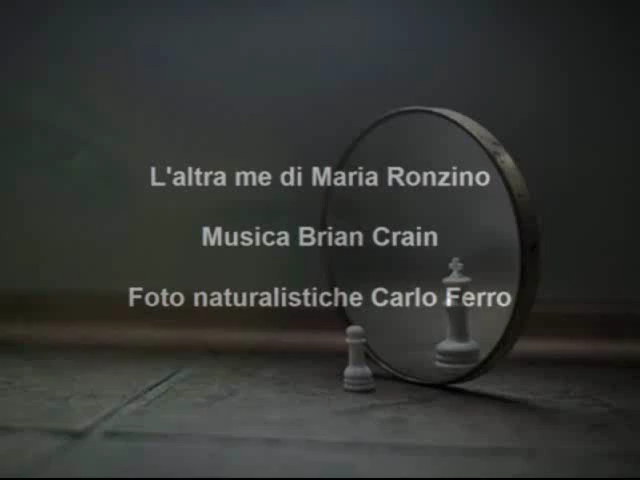 L'altra me di Maria Ronzino
Musica Brian Crain
Foto naturalistiche Carlo Ferro